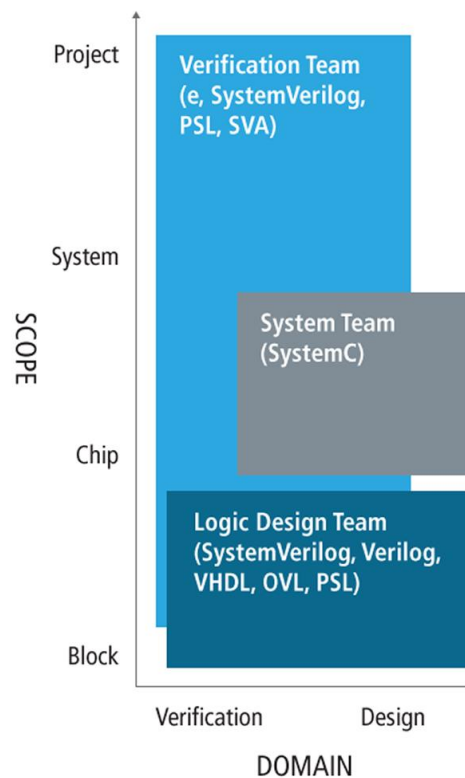 Project
Verification Team
(e, SystemVerilog,
PSL, SVA)
System
System Team
(SystemC)
SCOPE
Chip
Logic Design Team
(SystemVerilog, Verilog,
VHDL, OVL, PSL)
Block
Verification
Design
DOMAIN